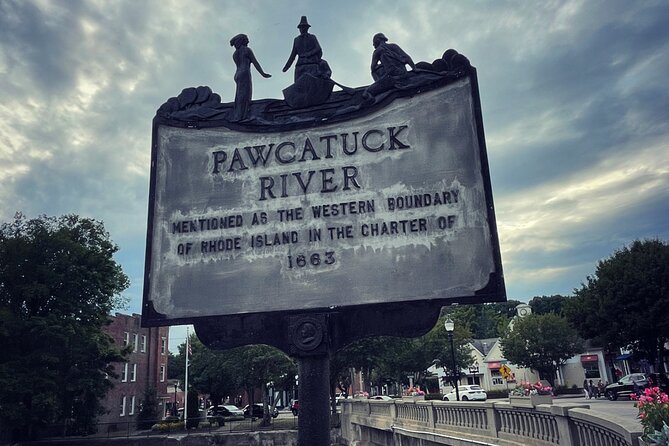 PAWCATUCK
RIVER
MENTIONED AS THE WESTERN BOUNDARY
OF RHODE ISLAND IN THE CHARTER OF
1663